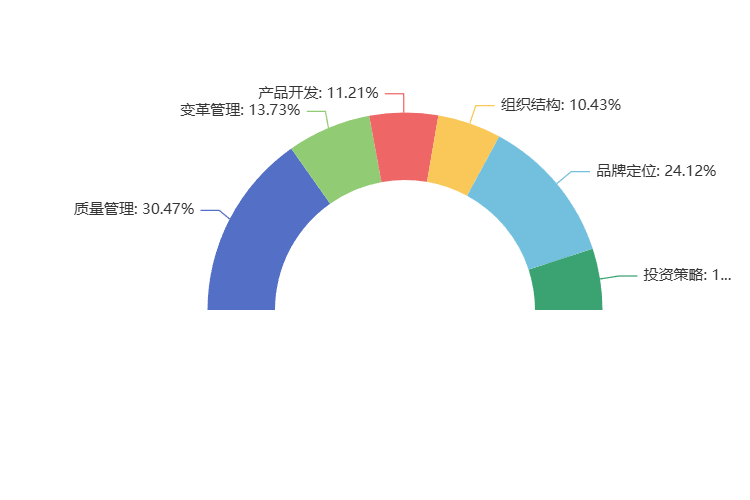 产品开发: 11.21%
变革管理: 13.73%
组织结构: 10.43%
品牌定位: 24.12%
质量管理: 30.47%
投资策略: 1...